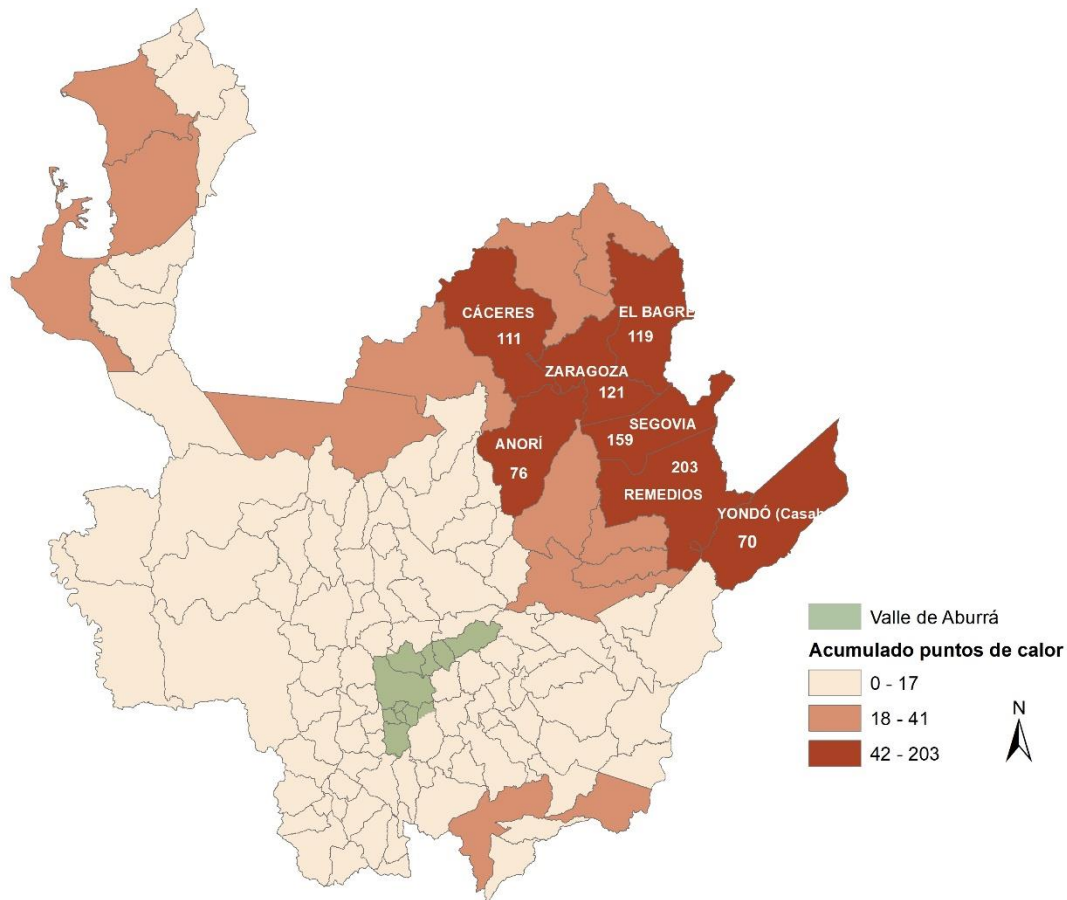 CÁCERES
111
EL BAGRE
119
ZARAGOZA
121
SEGOVIA
159
ANORÍ
76
203
REMEDIOS
YONDÓ (Casab
70
Valle de Aburrá
Acumulado puntos de calor
0 - 17
18 - 41
42 - 203
N